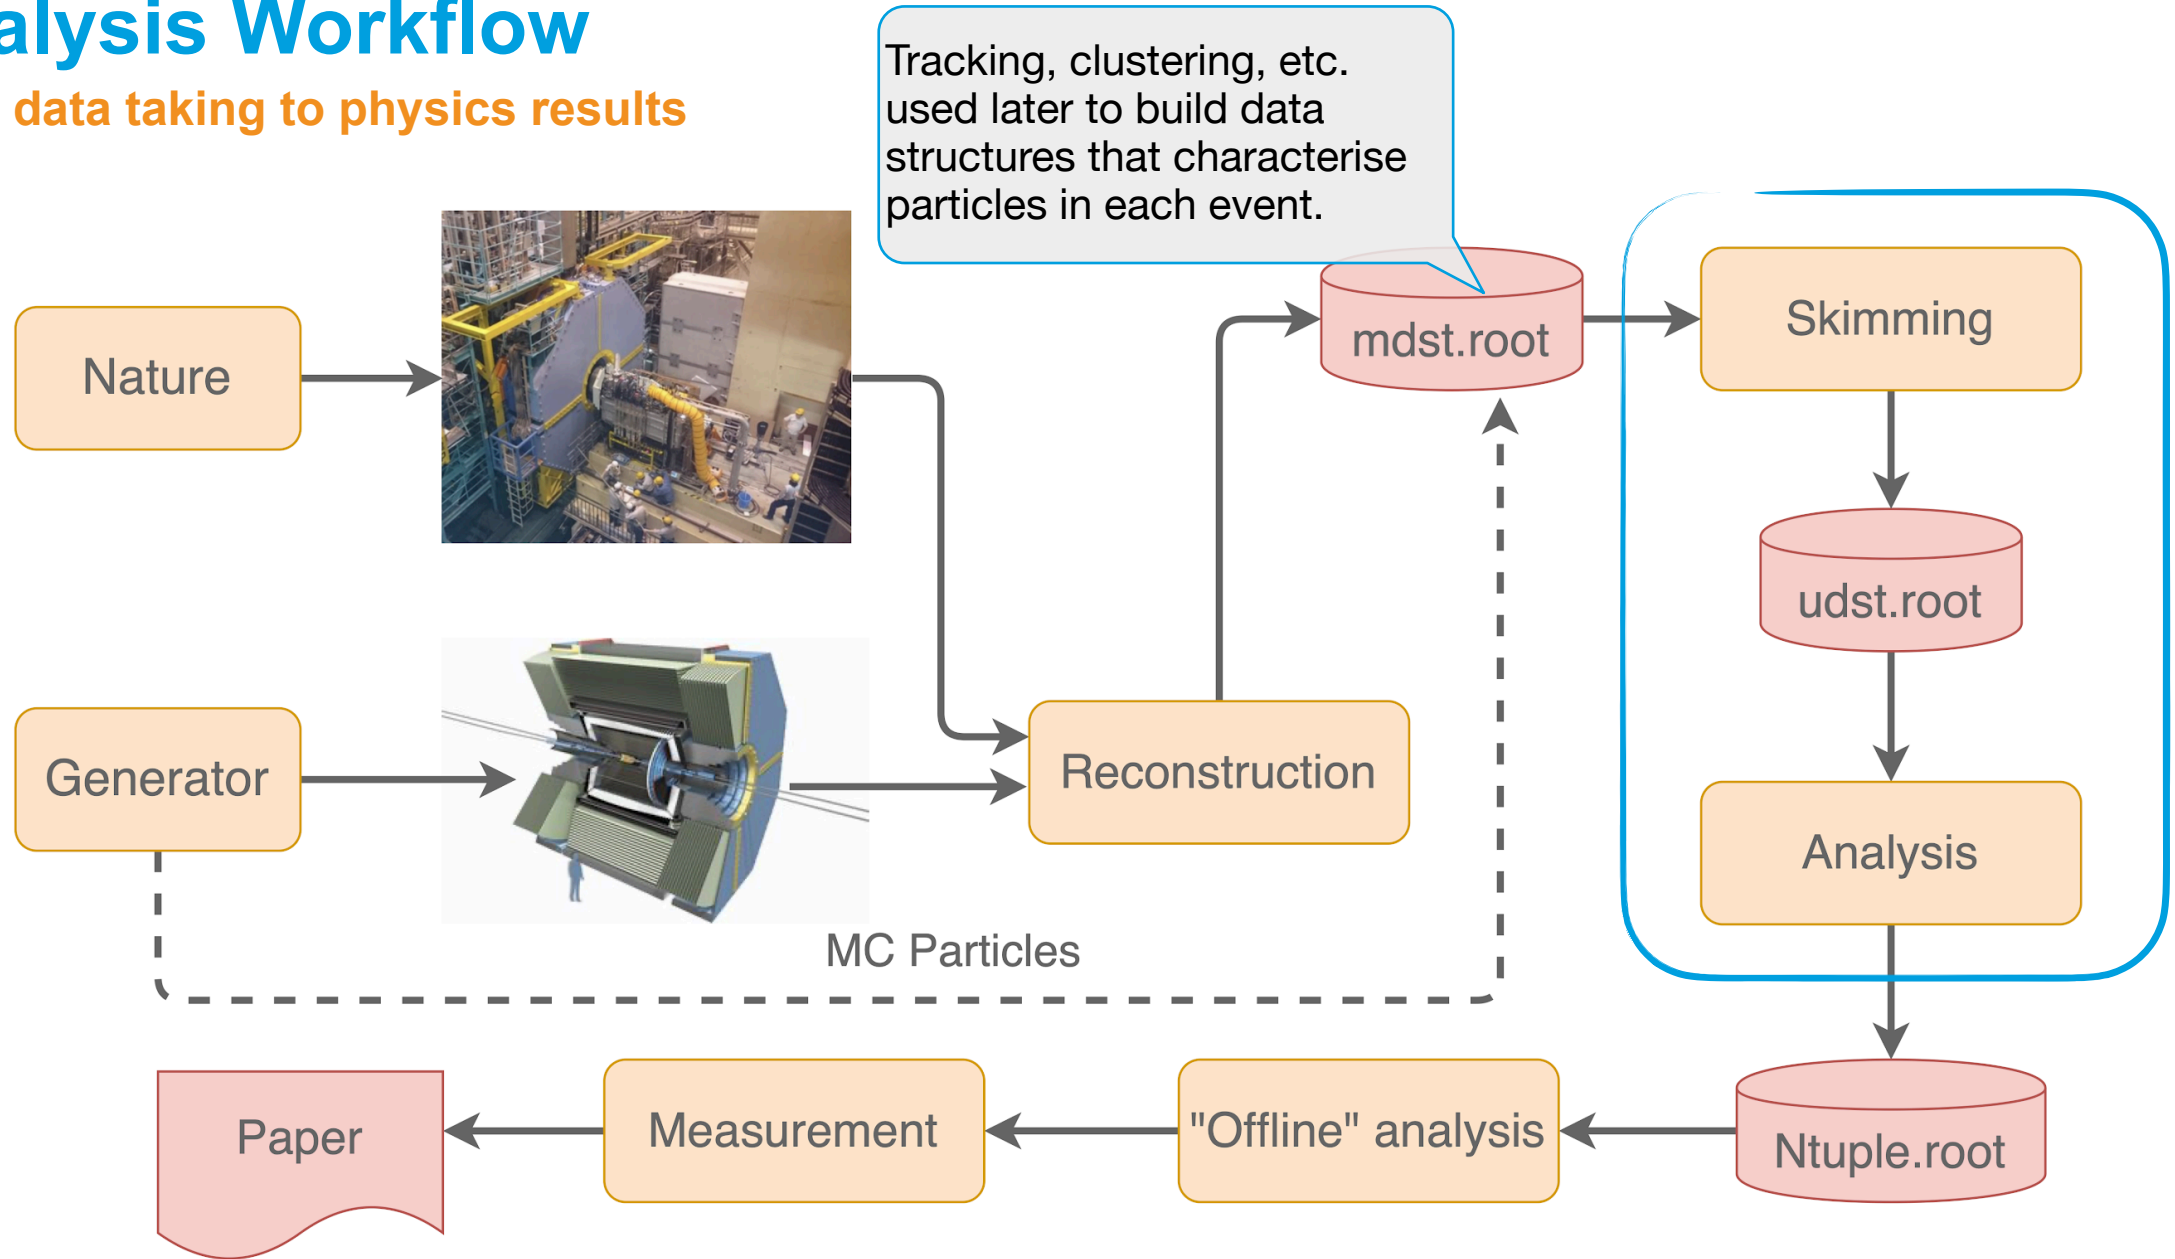 alysis Workflow
data taking to physics results
Tracking, clustering, etc.
used later to build data
structures that characterise
particles in each event.
Nature
mdst.root
Skimming
udst.root
Generator
Reconstruction
Analysis
MC Particles
Paper
Measurement
"Offline" analysis
Ntuple.root